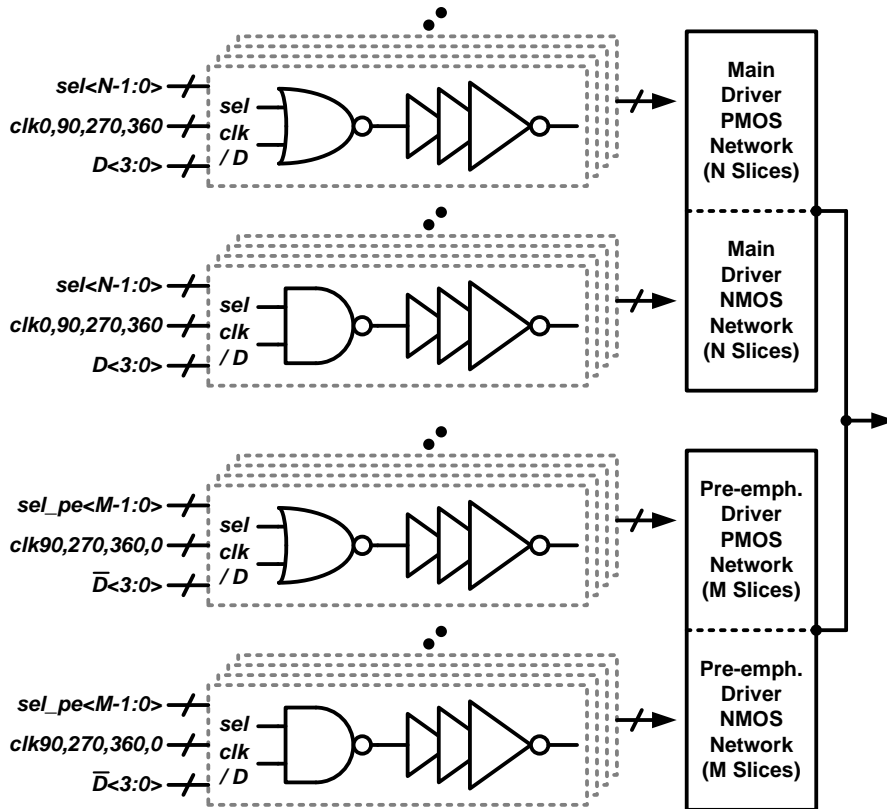 sel<N-1:0>
clk0,90,270,360
D<3:0>
sel
clk
/ D
Main
Driver
PMOS
Network
(N Slices)
sel<N-1:0>
clk0,90,270,360
D<3:0>
sel
clk
/ D
Main
Driver
NMOS
Network
(N Slices)
sel_pe<M-1:0>
clk90,270,360,0
D̅<3:0>
sel
clk
/ D
Pre-emph.
Driver
PMOS
Network
(M Slices)
sel_pe<M-1:0>
clk90,270,360,0
D̅<3:0>
sel
clk
/ D
Pre-emph.
Driver
NMOS
Network
(M Slices)